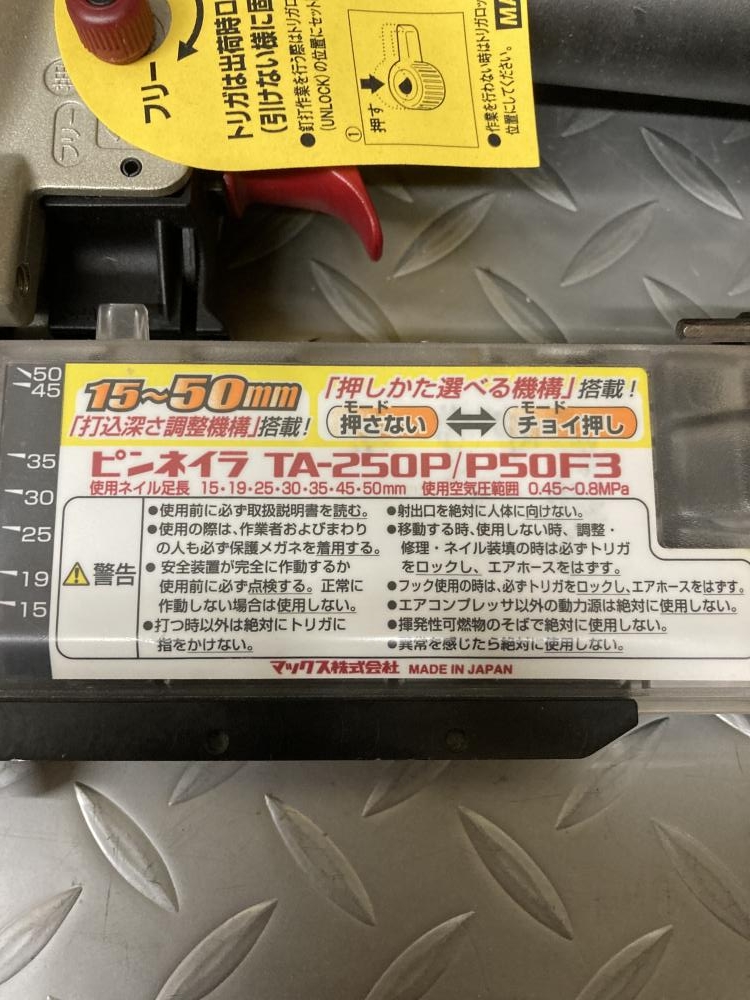 フリー
トリガは出荷時ロ
(引けない様に固
●釘打作業を行う際はトリガロ
(UNLOCK)の位置にセット
①
押す
●作業を行わない時はトリガロッ
位置にしてください。
MA
フリー
50
45
35
30
25
19
15
15〜50mm
「打込深さ調整機構」搭載!
「押しかた選べる機構」搭載!
モード
押さない
モード
チョイ押し
ピンネイラ TA-250P/P50F3
使用ネイル足長 15・19・25・30・35・45・50mm 使用空気圧範囲 0.45〜0.8MPa
警告
●使用前に必ず取扱説明書を読む。
●使用の際は、作業者およびまわり
の人も必ず保護メガネを着用する。
●安全装置が完全に作動するか
使用前に必ず点検する。正常に
作動しない場合は使用しない。
●打つ時以外は絶対にトリガに
指をかけない。
●射出口を絶対に人体に向けない。
●移動する時、使用しない時、調整・
修理・ネイル装填の時は必ずトリガ
をロックし、エアホースをはずす。
●フック使用の時は、必ずトリガをロックし、エアホースをはずす。
●エアコンプレッサ以外の動力源は絶対に使用しない。
●揮発性可燃物のそばで絶対に使用しない。
●異常を感じたら絶対に使用しない。
マックス株式会社 MADE IN JAPAN